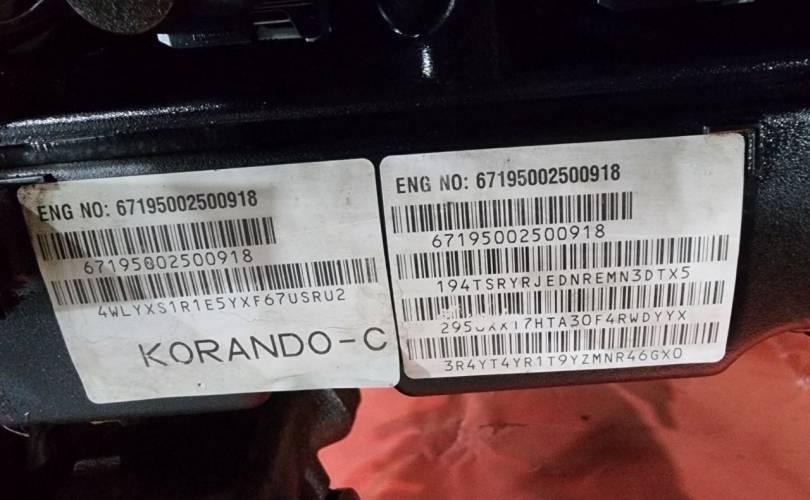 ENG NO: 67195002500918
67195002500918
4WLYXS1R1E5YXF67USRU2
KORANDO-C
ENG NO: 67195002500918
67195002500918
194TSRYRJEDNREMN3DTX5
3R4YT4YR1T9YZMNR46GX0